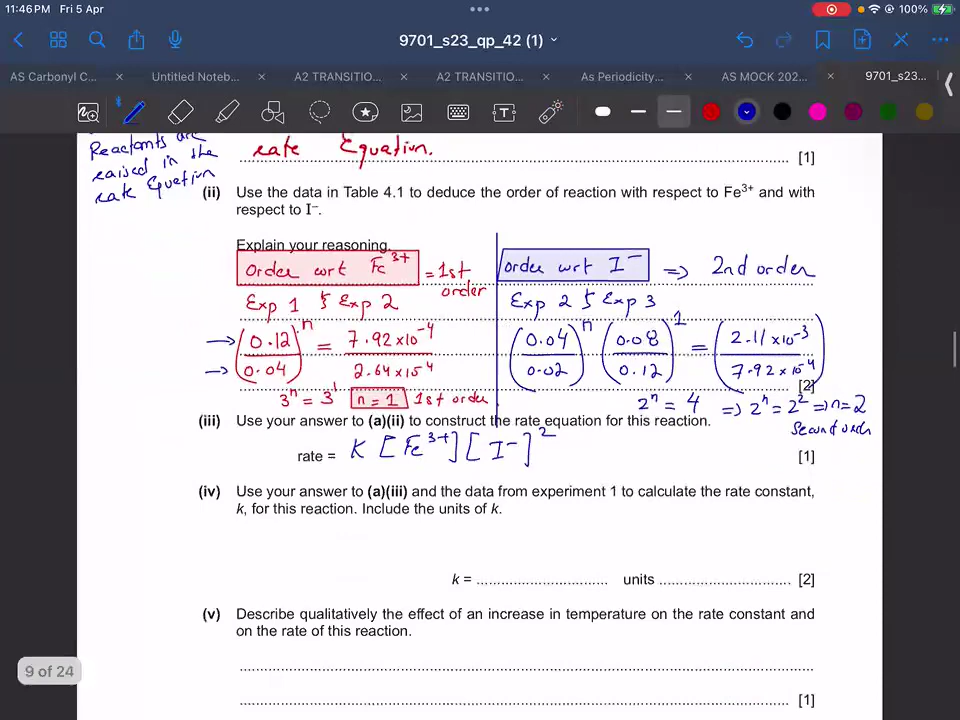 11:46 PM Fri 5 Apr
100%
9701_s23_qp_42 (1)
AS Carbonyl C...
Untitled Noteb...
A2 TRANSITIO...
A2 TRANSITIO...
As Periodicity...
AS MOCK 202...
9701_s23...
Reactants are
raised in the
rate Equation
rate Equation. [1]
(ii) Use the data in Table 4.1 to deduce the order of reaction with respect to Fe³⁺ and with
respect to I⁻.
Explain your reasoning.
Order wrt Fe³⁺ = 1st order
Exp 1 & Exp 2
(0.12/0.04)ⁿ = 7.92×10⁻⁴/2.64×10⁻⁴
3ⁿ = 3¹ n = 1 1st order
order wrt I⁻ ⇒ 2nd order
Exp 2 & Exp 3
(0.04/0.02)ⁿ (0.08/0.12)¹ = (2.11×10⁻³/7.92×10⁻⁴)
[2]
2ⁿ = 4 ⇒ 2ⁿ = 2² ⇒ n = 2
(iii) Use your answer to (a)(ii) to construct the rate equation for this reaction.
rate = K [Fe³⁺][I⁻]² [1]
(iv) Use your answer to (a)(iii) and the data from experiment 1 to calculate the rate constant,
k, for this reaction. Include the units of k.
k = .............................. units .............................. [2]
(v) Describe qualitatively the effect of an increase in temperature on the rate constant and
on the rate of this reaction.
[1]
9 of 24